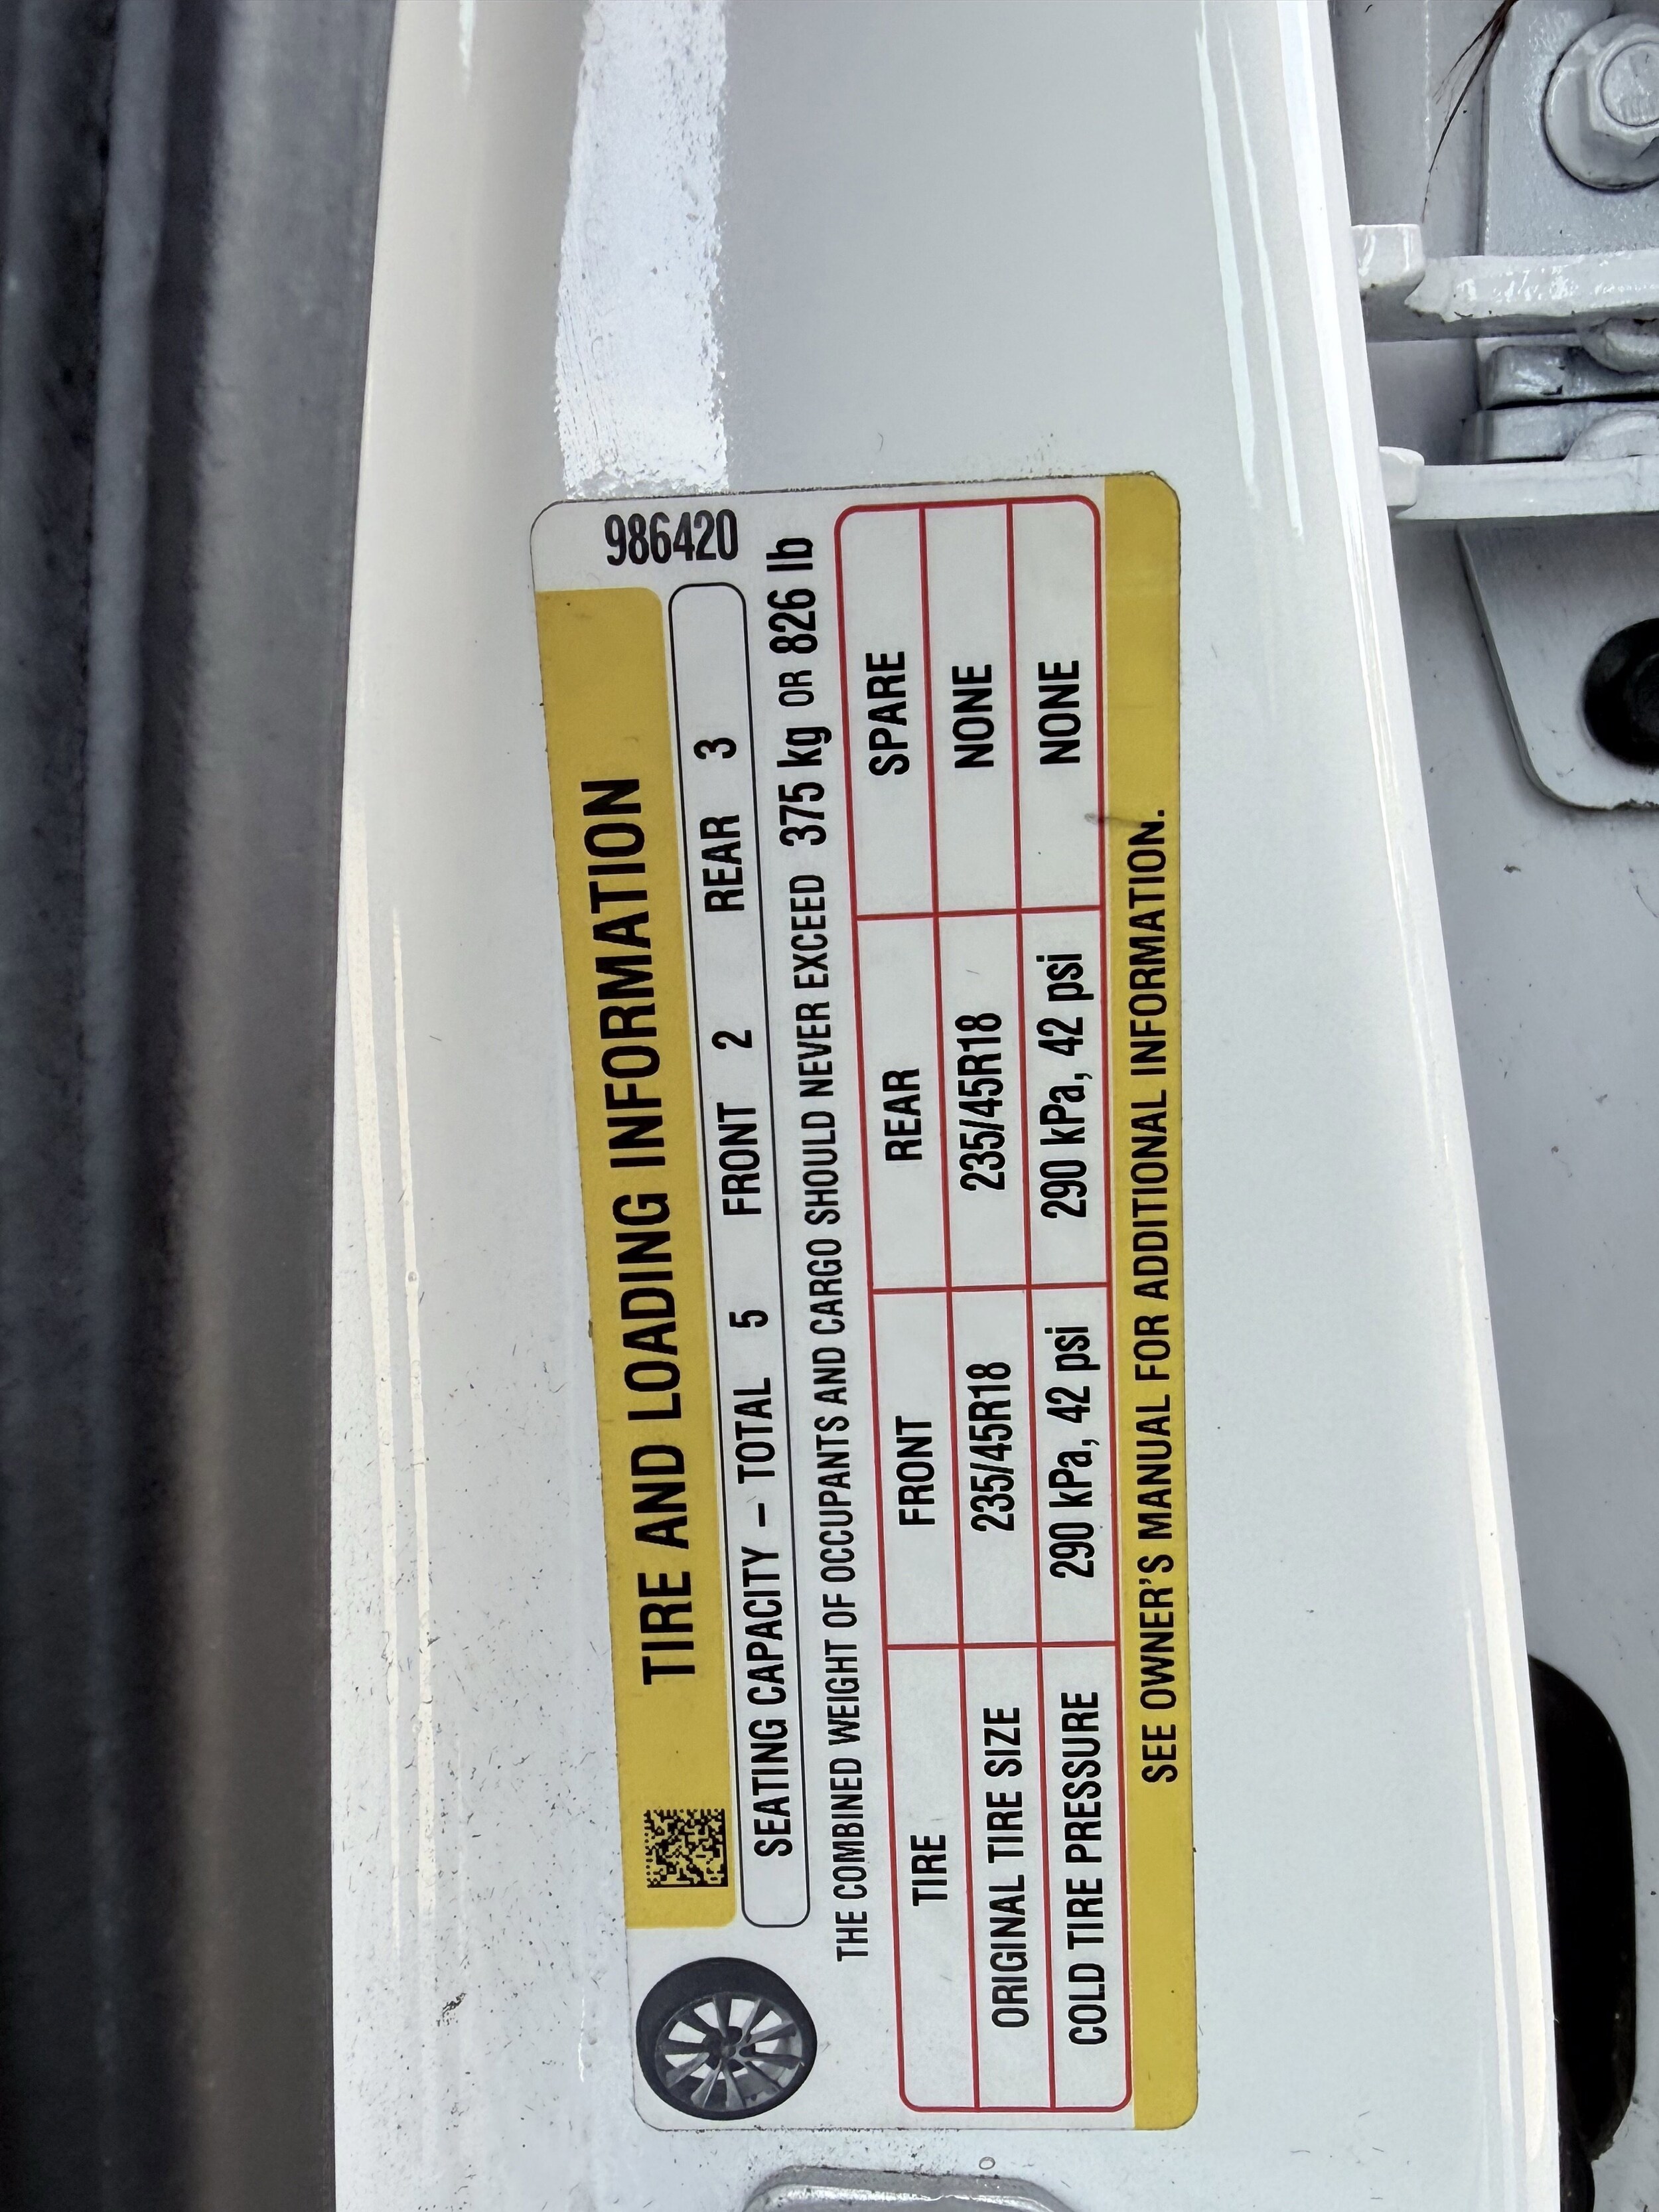 986420
TIRE AND LOADING INFORMATION
SEATING CAPACITY – TOTAL 5 FRONT 2 REAR 3
THE COMBINED WEIGHT OF OCCUPANTS AND CARGO SHOULD NEVER EXCEED 375 kg OR 826 lb
TIRE FRONT REAR SPARE
ORIGINAL TIRE SIZE 235/45R18 235/45R18 NONE
COLD TIRE PRESSURE 290 kPa, 42 psi 290 kPa, 42 psi NONE
SEE OWNER'S MANUAL FOR ADDITIONAL INFORMATION.